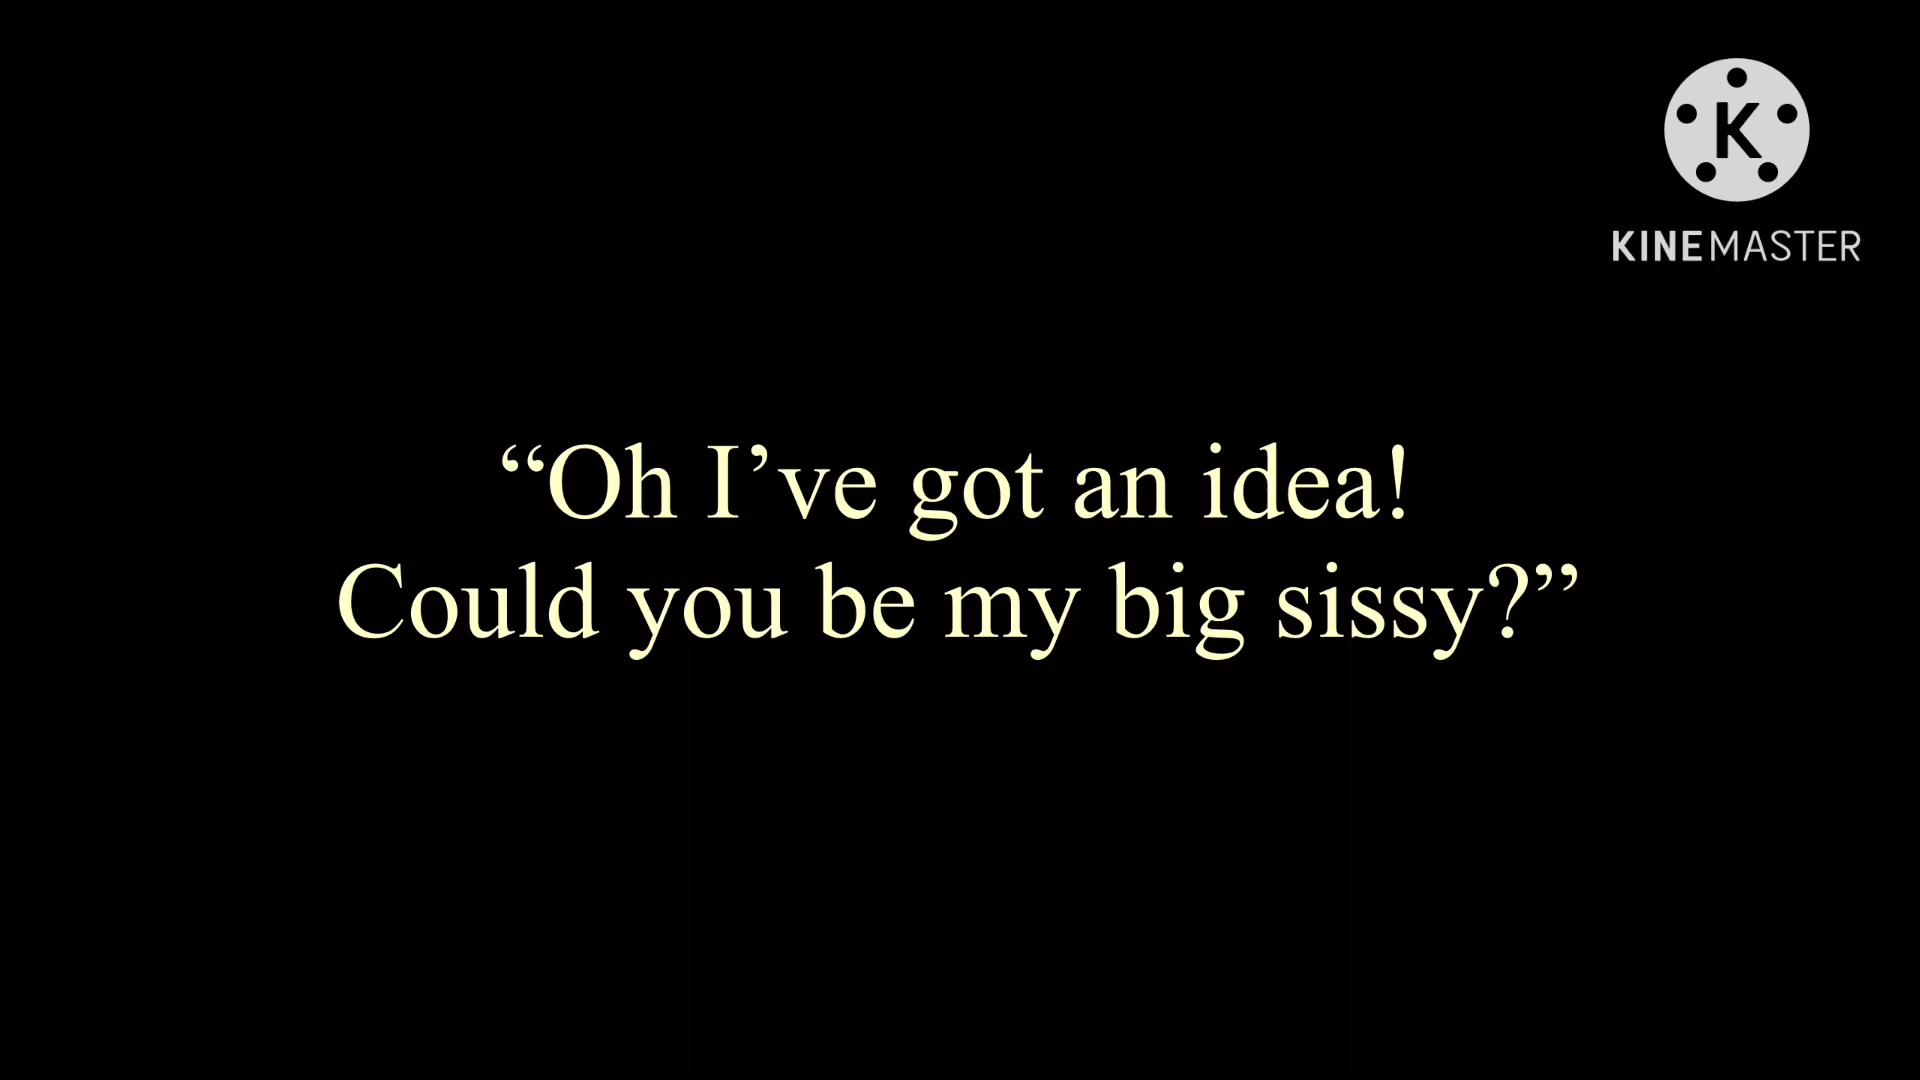 K
KINEMASTER
“Oh I’ve got an idea!
Could you be my big sissy?”